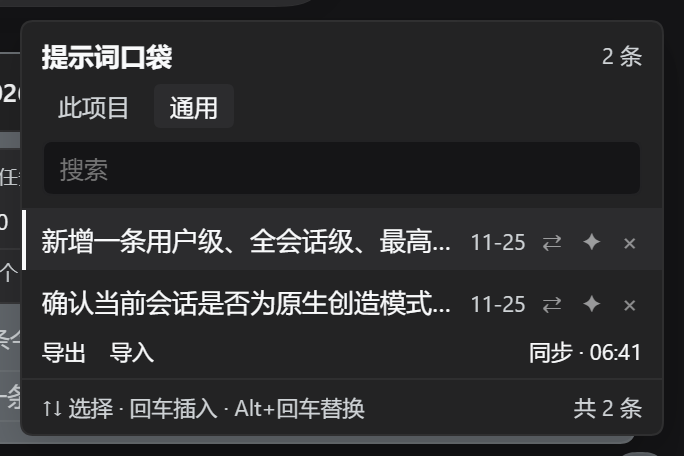 提示词口袋 2 条
此项目 通用
搜索
新增一条用户级、全会话级、最高... 11-25
确认当前会话是否为原生创造模式... 11-25
导出 导入 同步 · 06:41
↑↓ 选择 · 回车插入 · Alt+回车替换 共 2 条